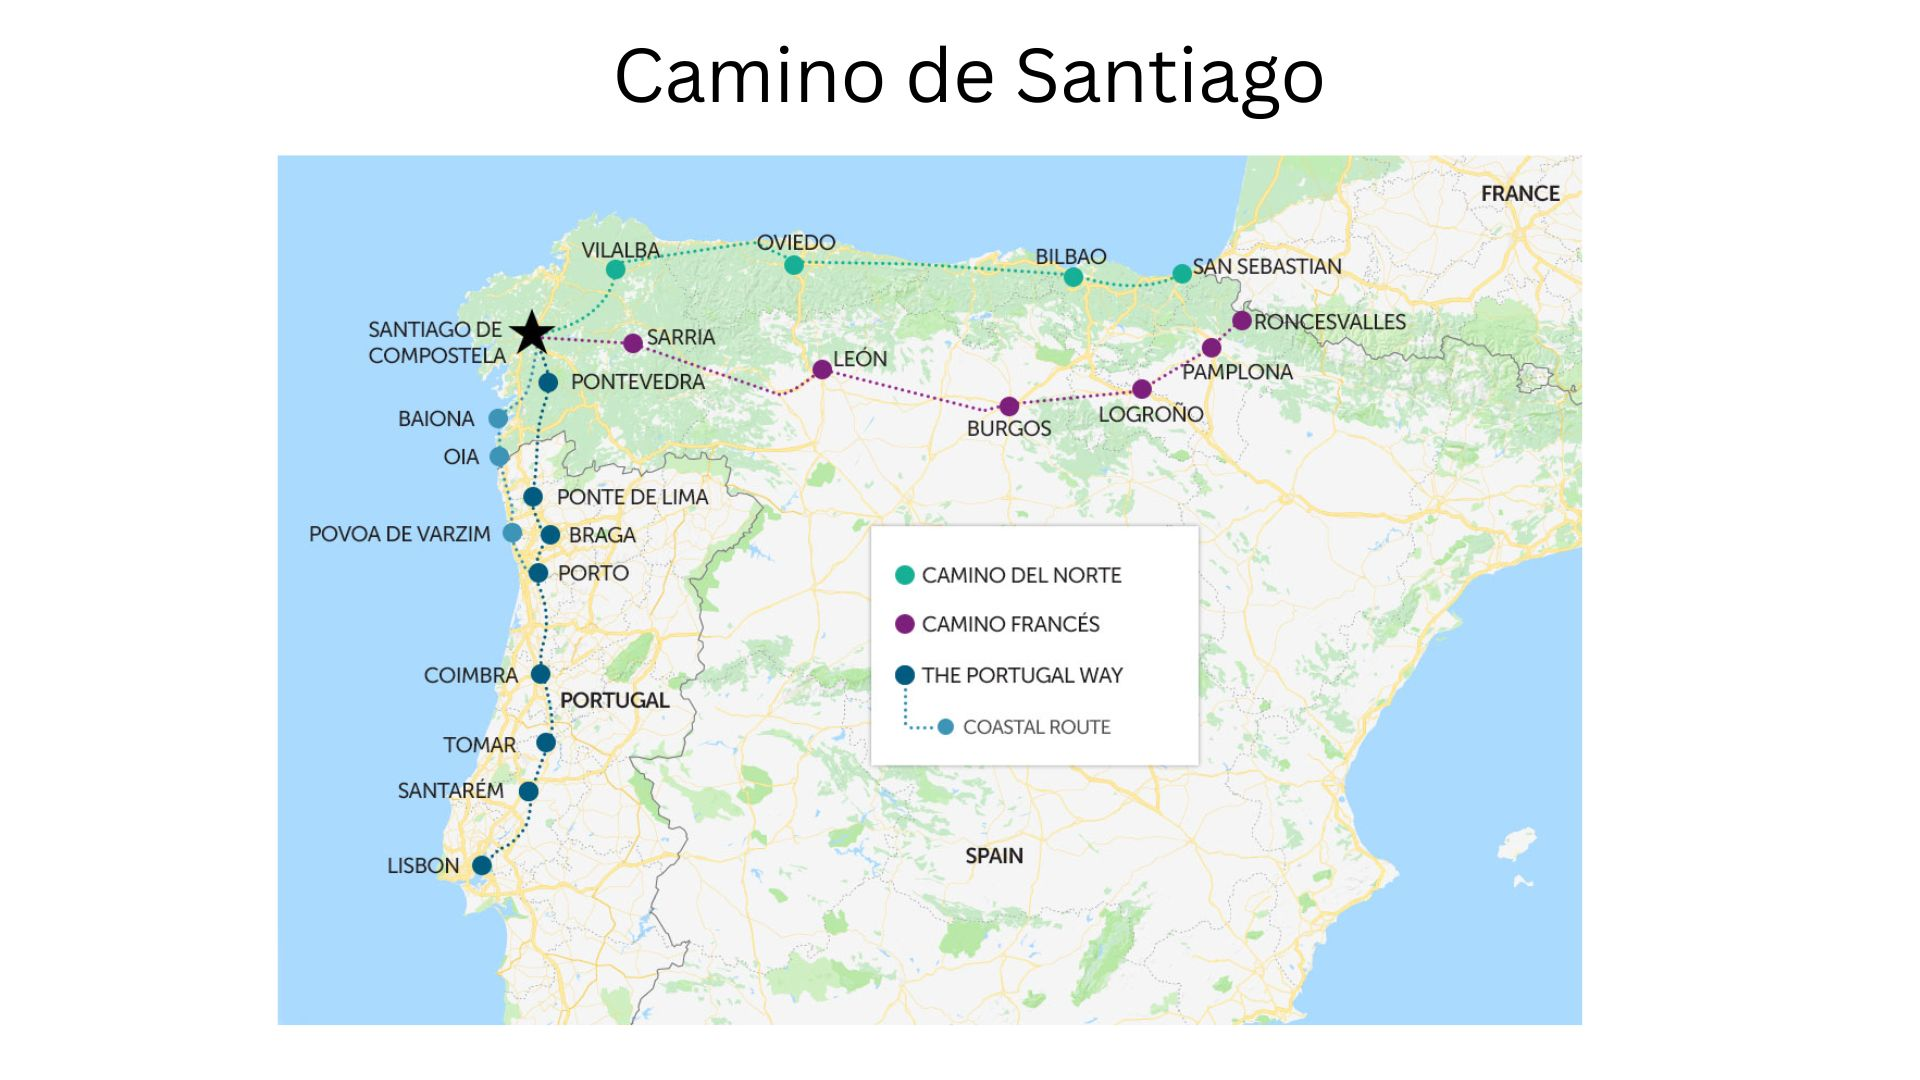 Camino de Santiago
FRANCE
VILALBA
OVIEDO
BILBAO
SAN SEBASTIAN
SANTIAGO DE
COMPOSTELA
SARRIA
LEÓN
RONCESVALLES
PAMPLONA
PONTEVEDRA
BURGOS
LOGROÑO
BAIONA
OIA
PONTE DE LIMA
POVOA DE VARZIM
BRAGA
PORTO
COIMBRA
PORTUGAL
TOMAR
SANTARÉM
LISBON
SPAIN
CAMINO DEL NORTE
CAMINO FRANCÉS
THE PORTUGAL WAY
COASTAL ROUTE